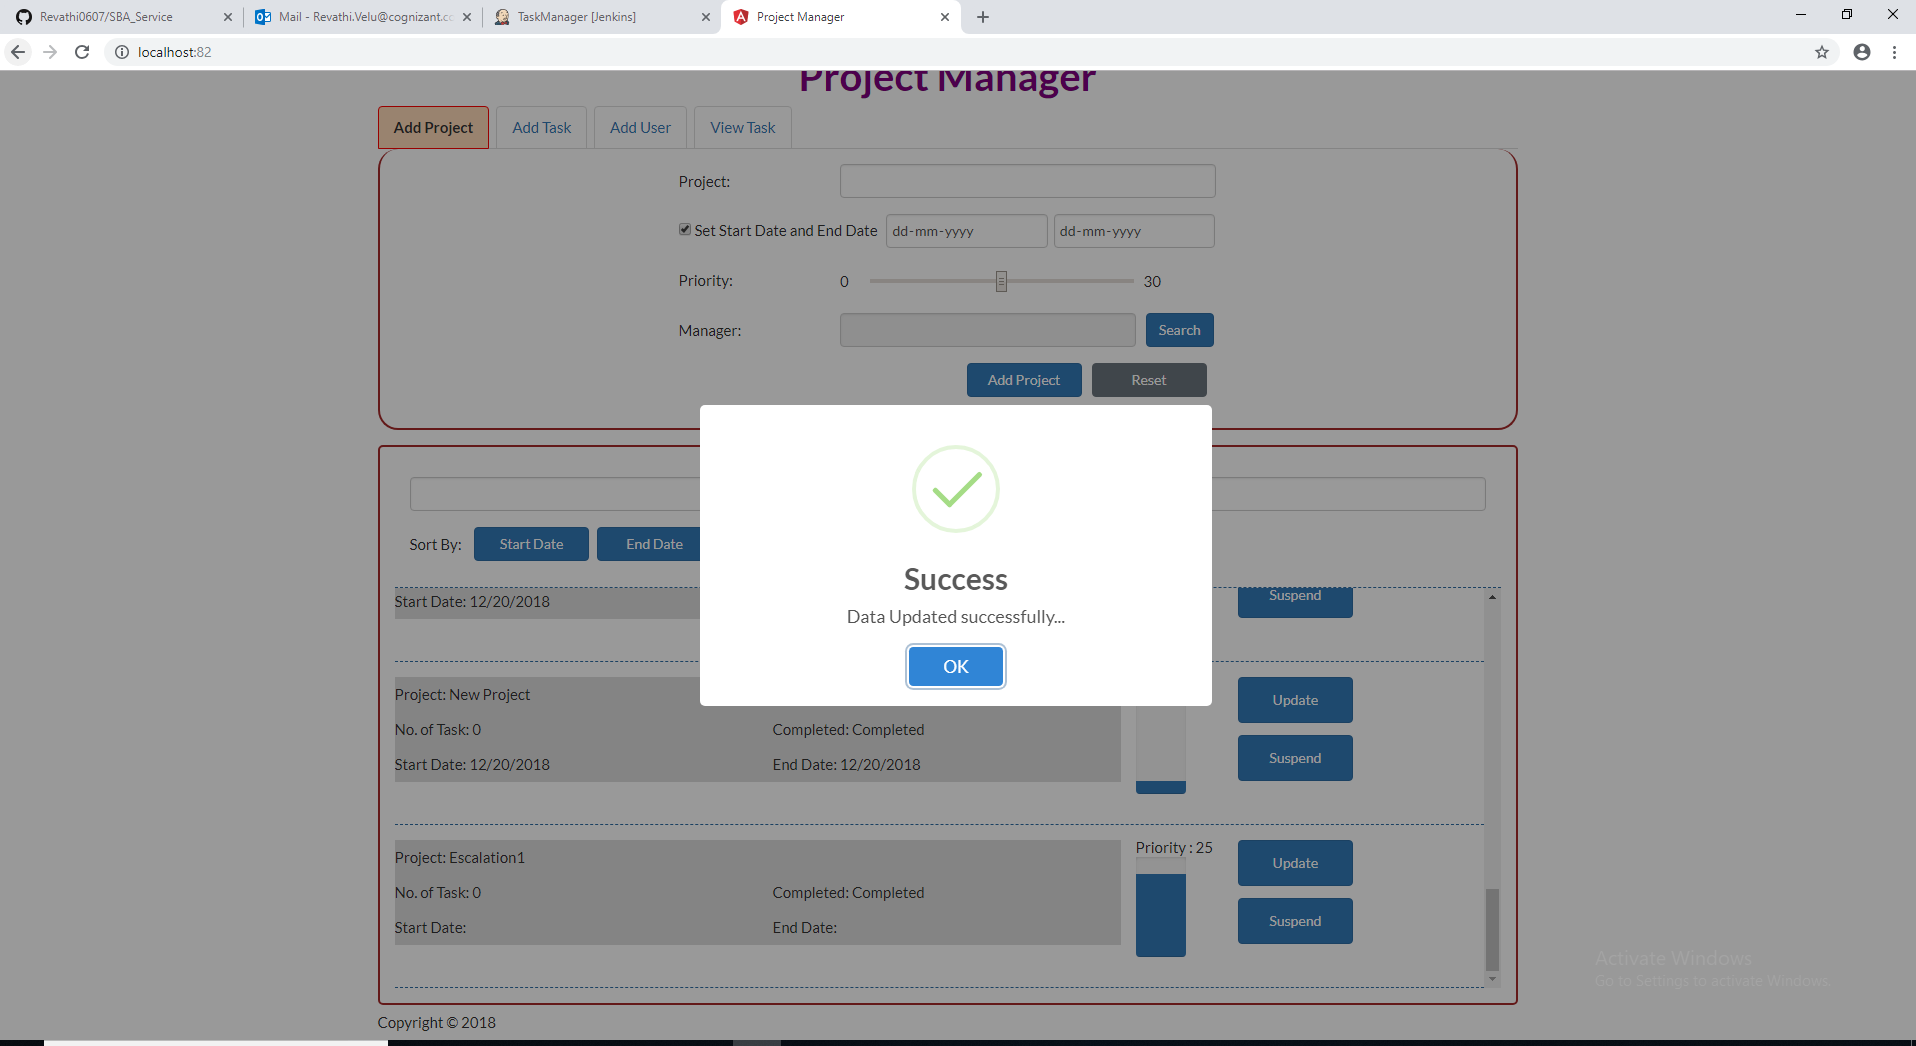 Revathi0607/SBA_Service
Mail - Revathi.Velu@cognizant.cc
TaskManager [Jenkins]
Project Manager
localhost:82
Project Manager
Add Project
Add Task
Add User
View Task
Project:
Set Start Date and End Date
dd-mm-yyyy
dd-mm-yyyy
Priority:
0
30
Manager:
Search
Add Project
Reset
Sort By:
Start Date
End Date
Success
Data Updated successfully...
OK
Start Date: 12/20/2018
Suspend
Project: New Project
No. of Task: 0
Completed: Completed
Start Date: 12/20/2018
End Date: 12/20/2018
Update
Suspend
Project: Escalation1
No. of Task: 0
Completed: Completed
Start Date:
End Date:
Priority : 25
Update
Suspend
Activate Windows
Go to Settings to activate Windows.
Copyright © 2018